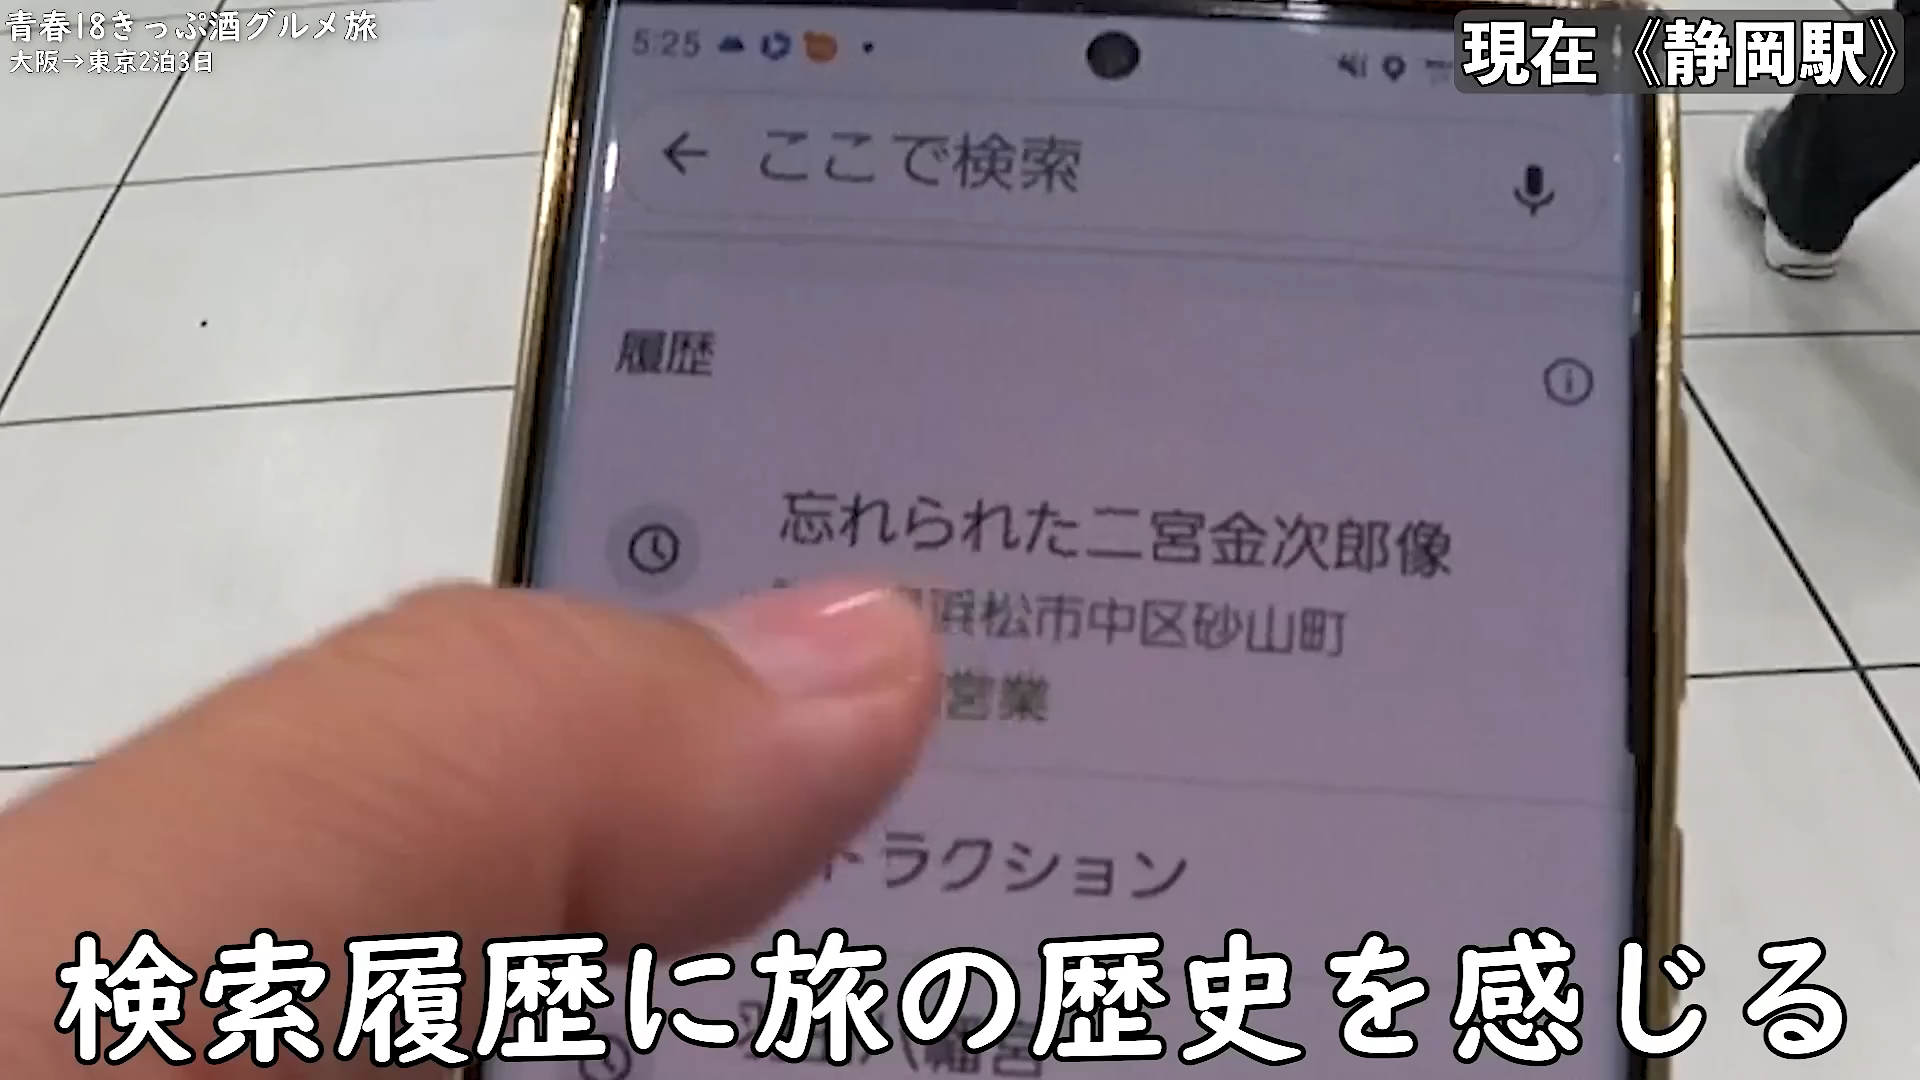 青春18きっぷ酒グルメ旅
大阪→東京2泊3日
現在《静岡駅》
5:25
ここで検索
履歴
忘れられた二宮金次郎像
浜松市中区砂山町
営業
トラクション
八幡宮
検索履歴に旅の歴史を感じる